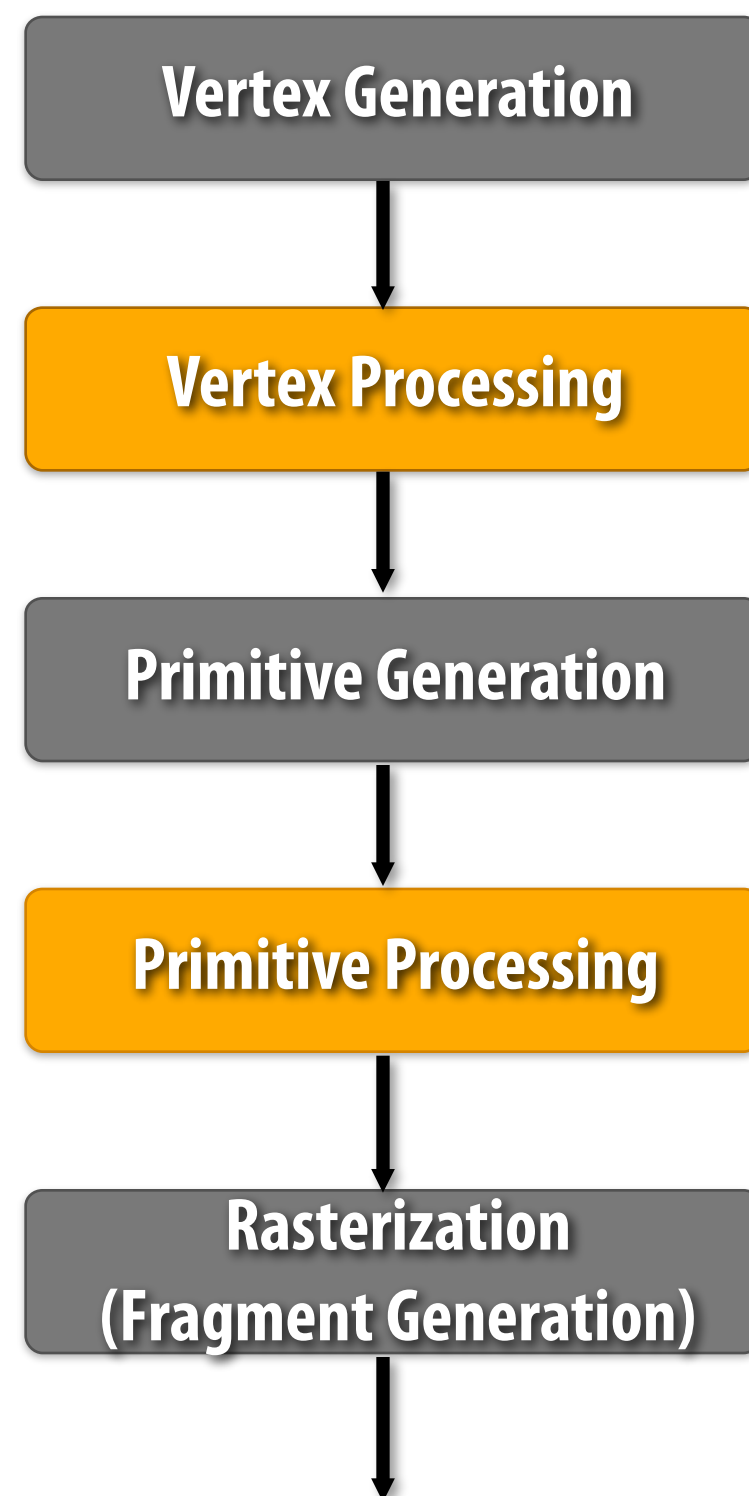 Vertex Generation
Vertex Processing
Primitive Generation
Primitive Processing
Rasterization
(Fragment Generation)